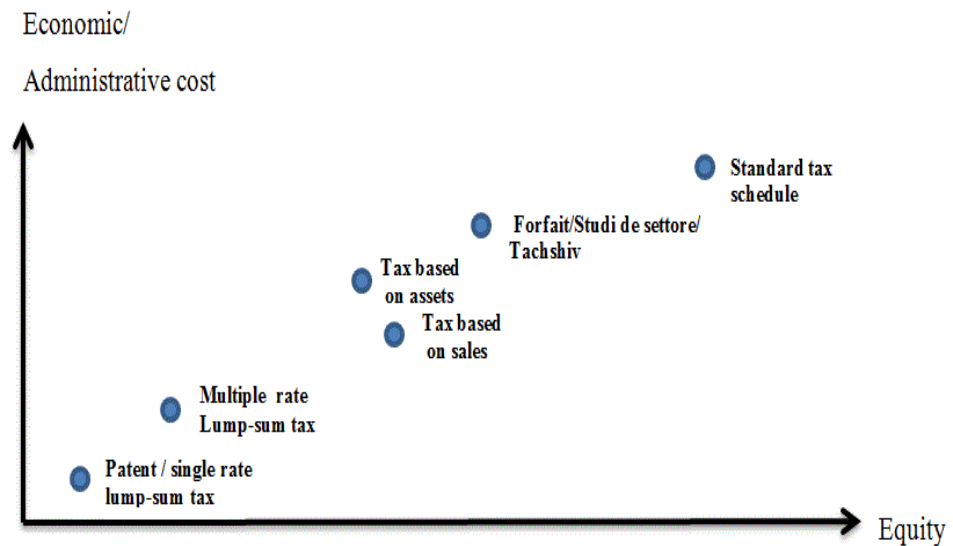 Economic/
Administrative cost
Standard tax
schedule
Forfait/Studi de settore/
Tachshiv
Tax based
on assets
Tax based
on sales
Multiple rate
Lump-sum tax
Patent / single rate
lump-sum tax
Equity